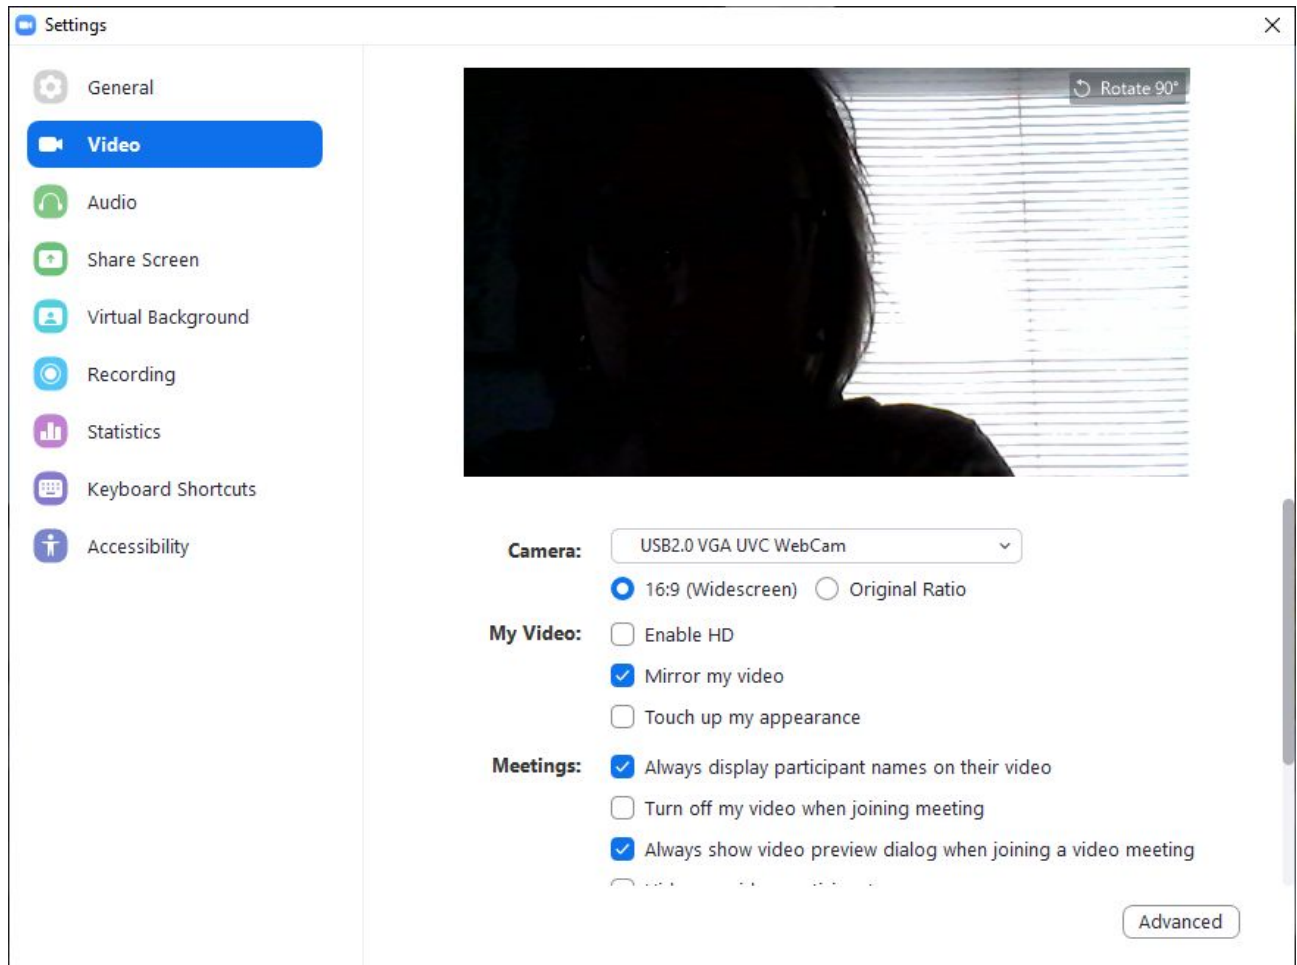 Settings
General
Video
Audio
Share Screen
Virtual Background
Recording
Statistics
Keyboard Shortcuts
Accessibility
Rotate 90°
Camera: USB2.0 VGA UVC WebCam
16:9 (Widescreen) Original Ratio
My Video: Enable HD
Mirror my video
Touch up my appearance
Meetings: Always display participant names on their video
Turn off my video when joining meeting
Always show video preview dialog when joining a video meeting
Advanced